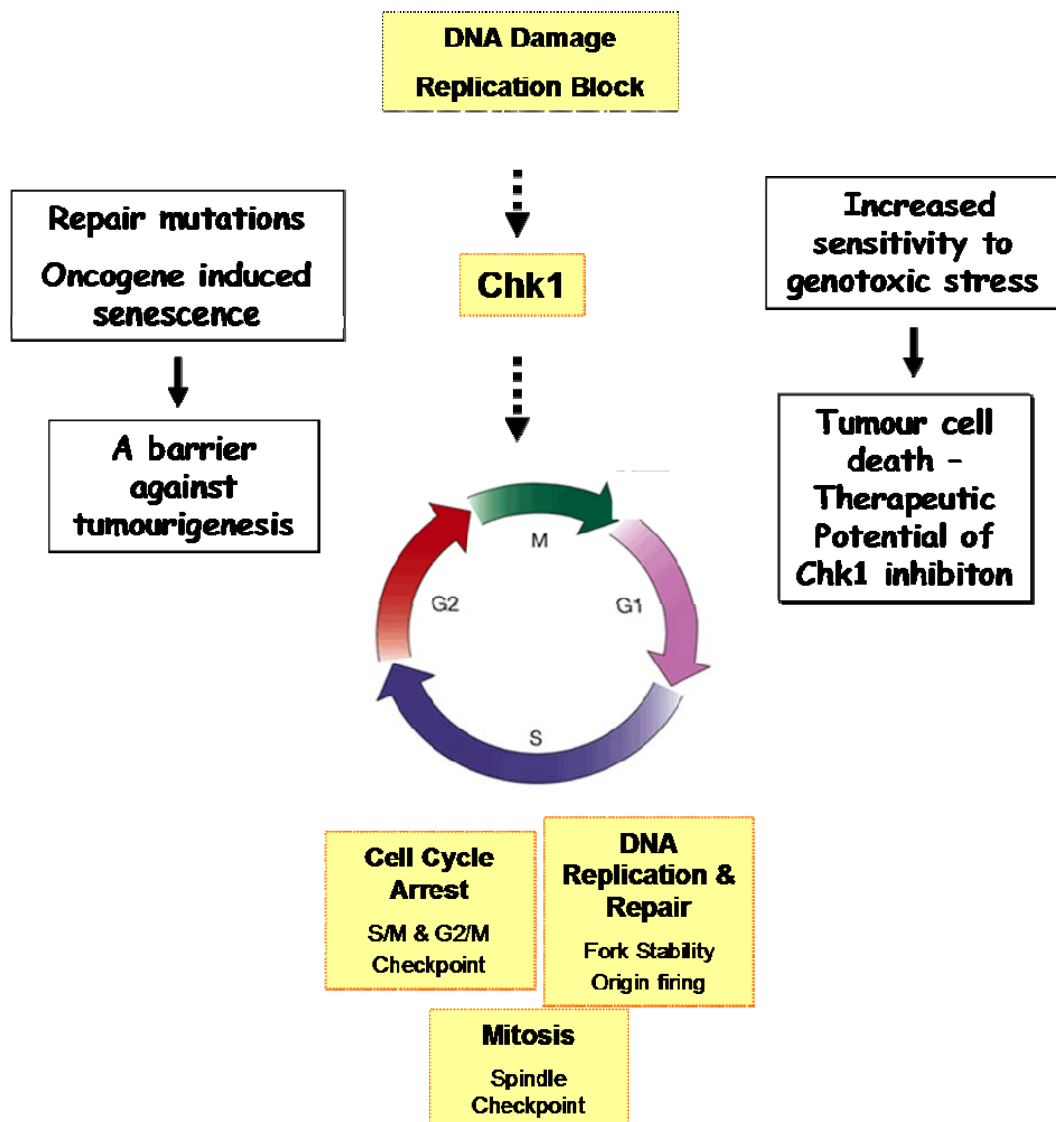 DNA Damage
Replication Block
Repair mutations
Oncogene induced
senescence
A barrier
against
tumourigenesis
Chk1
Increased
sensitivity to
genotoxic stress
Tumour cell
death –
Therapeutic
Potential of
Chk1 inhibiton
M
G2
G1
S
Cell Cycle
Arrest
S/M & G2/M
Checkpoint
DNA
Replication &
Repair
Fork Stability
Origin firing
Mitosis
Spindle
Checkpoint